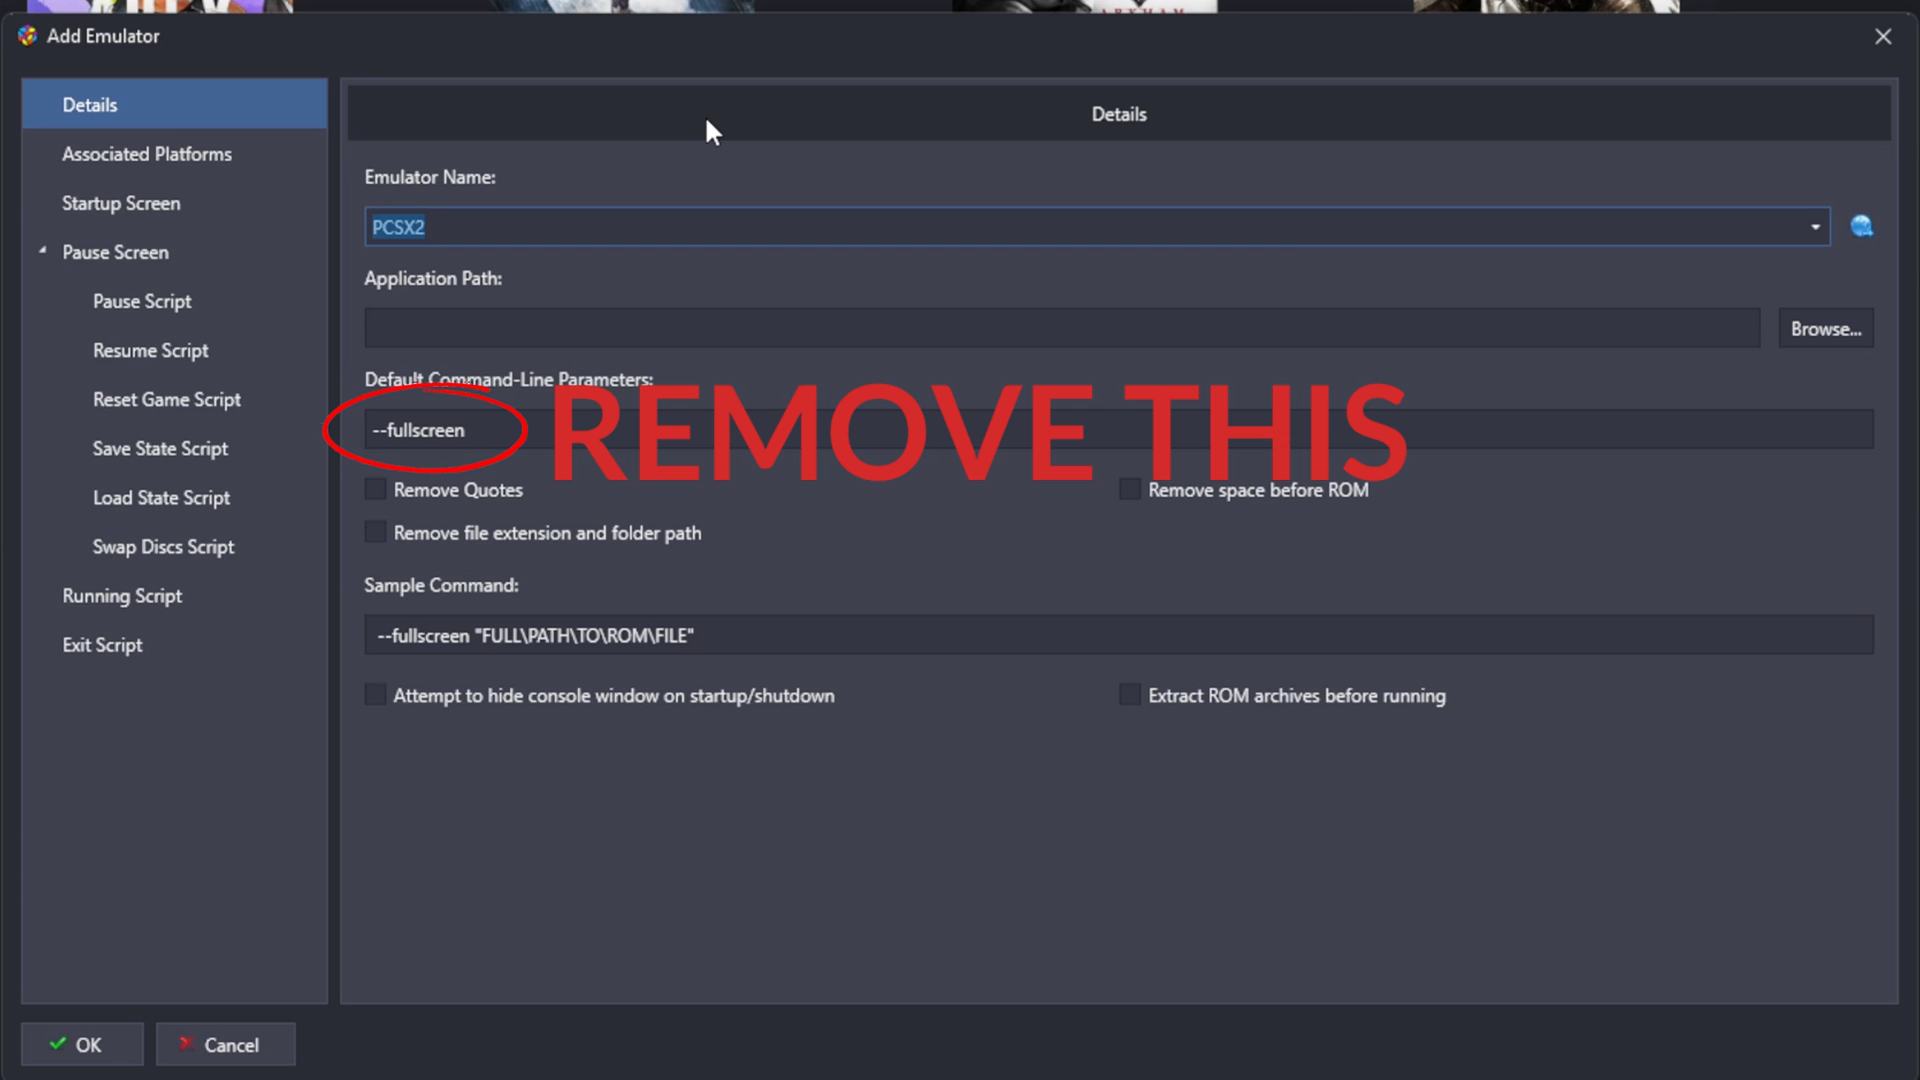 ARKHAM
Add Emulator
Details
Associated Platforms
Startup Screen
Pause Screen
Pause Script
Resume Script
Reset Game Script
Save State Script
Load State Script
Swap Discs Script
Running Script
Exit Script
Details
Emulator Name:
PCSX2
Application Path:
Browse...
Default Command-Line Parameters:
--fullscreen
REMOVE THIS
Remove Quotes
Remove space before ROM
Remove file extension and folder path
Sample Command:
--fullscreen "FULL\PATH\TO\ROM\FILE"
Attempt to hide console window on startup/shutdown
Extract ROM archives before running
OK
Cancel